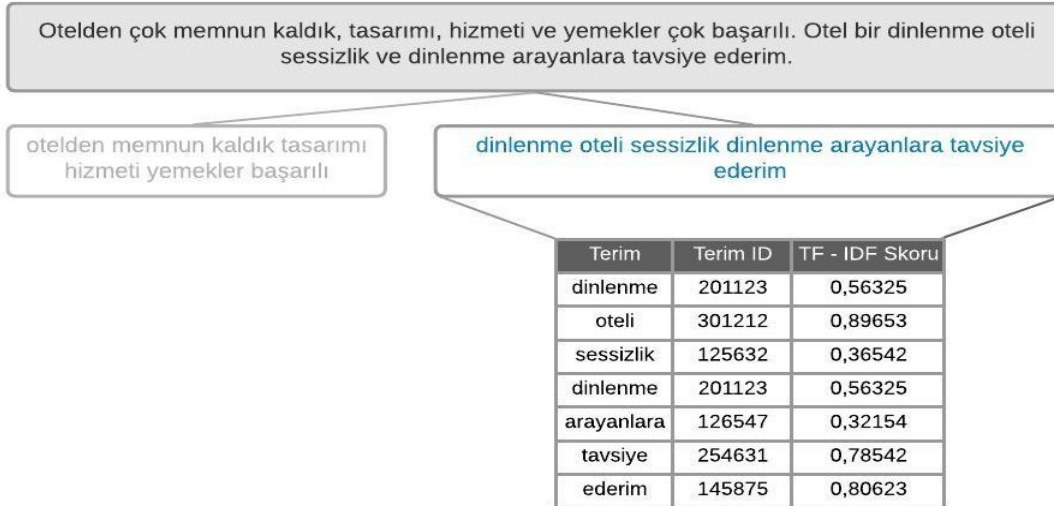 Otelden çok memnun kaldık, tasarımı, hizmeti ve yemekler çok başarılı. Otel bir dinlenme oteli
sessizlik ve dinlenme arayanlara tavsiye ederim.
otelden memnun kaldık tasarımı
hizmeti yemekler başarılı
dinlenme oteli sessizlik dinlenme arayanlara tavsiye
ederim
Terim Terim ID TF - IDF Skoru
dinlenme 201123 0,56325
oteli 301212 0,89653
sessizlik 125632 0,36542
dinlenme 201123 0,56325
arayanlara 126547 0,32154
tavsiye 254631 0,78542
ederim 145875 0,80623